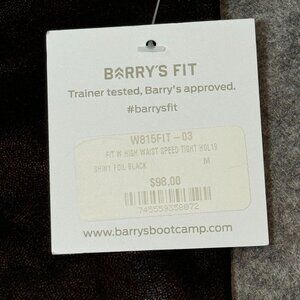 BARRY'S FIT
Trainer tested, Barry's approved.
#barrysfit
W815FIT-03
FIT W HIGH WAIST SPEED TIGHT HOL19
SHINY FOIL BLACK M
$98.00
745559358872
www.barrysbootcamp.com